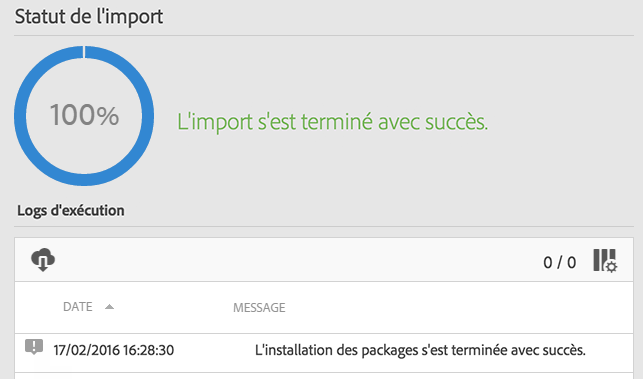 Statut de l'import
100%
L'import s'est terminé avec succès.
Logs d'exécution
0 / 0
DATE MESSAGE
17/02/2016 16:28:30 L'installation des packages s'est terminée avec succès.